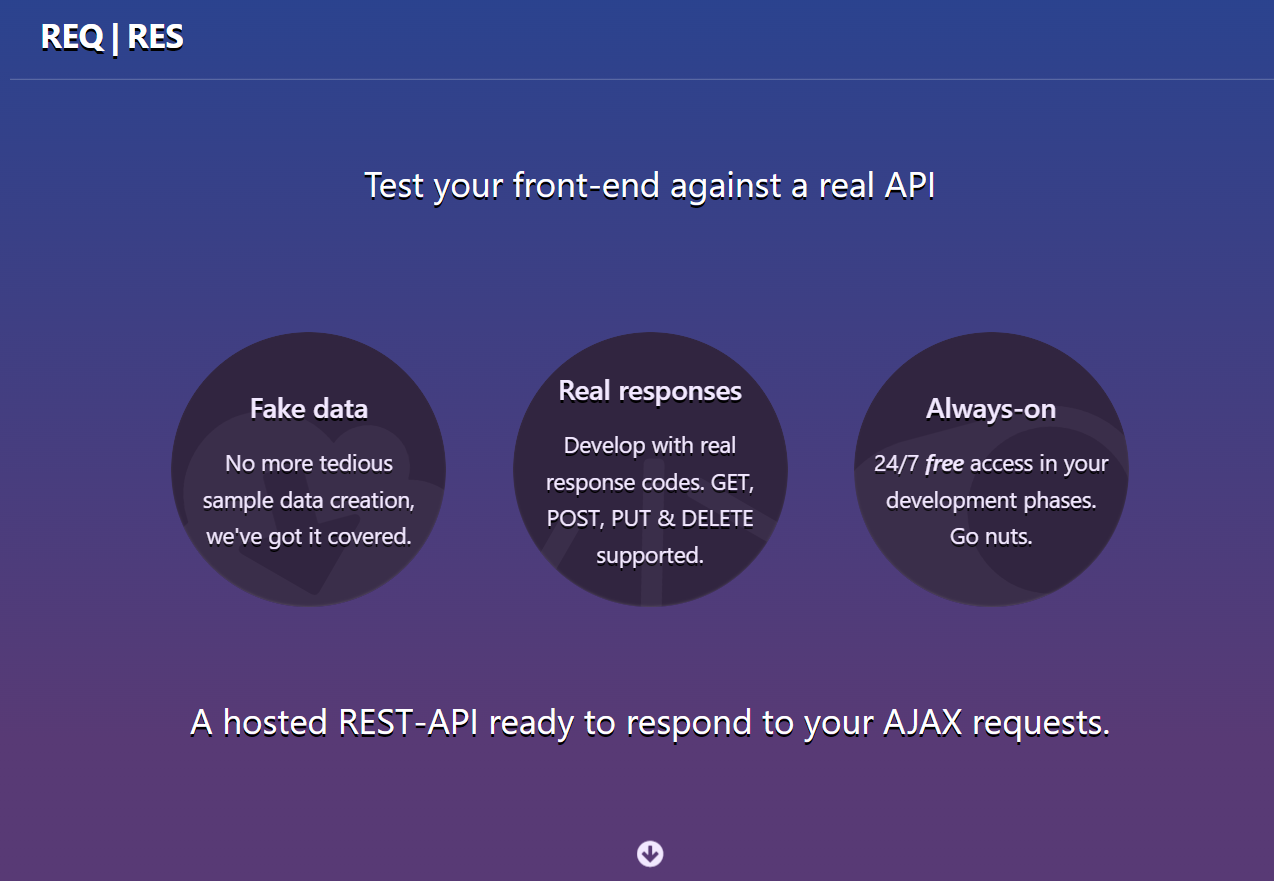 REQ | RES
Test your front-end against a real API
Fake data
No more tedious
sample data creation,
we've got it covered.
Real responses
Develop with real
response codes. GET,
POST, PUT & DELETE
supported.
Always-on
24/7 free access in your
development phases.
Go nuts.
A hosted REST-API ready to respond to your AJAX requests.